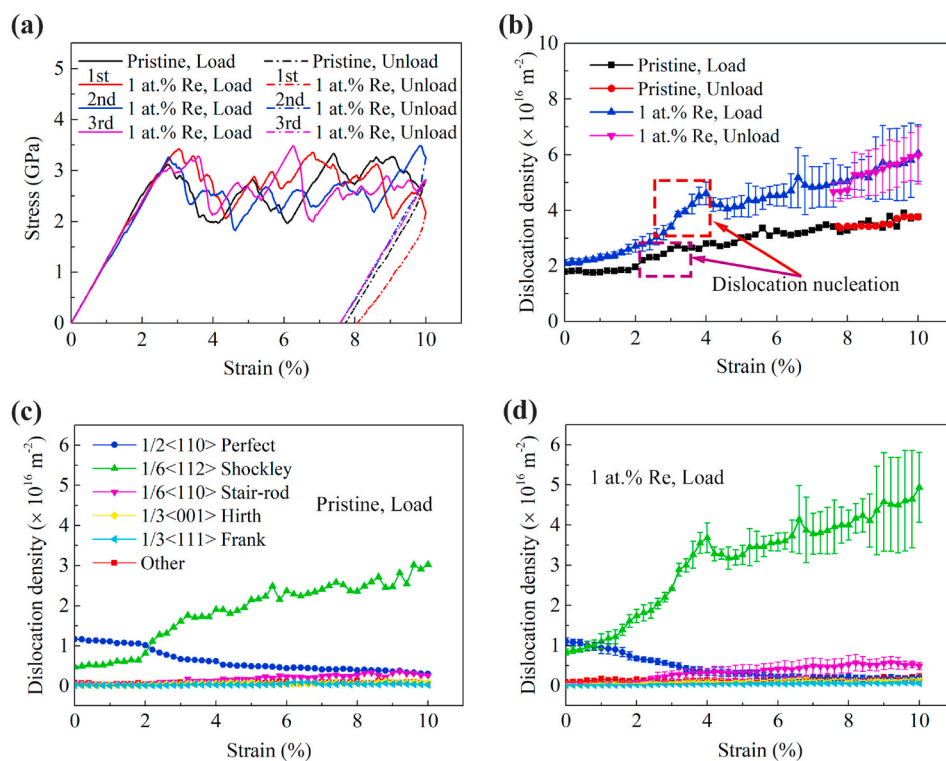 (a)
Stress (GPa)
5
4
3
2
1
0
Pristine, Load
Pristine, Unload
1st
1 at.% Re, Load
1st
1 at.% Re, Unload
2nd
1 at.% Re, Load
2nd
1 at.% Re, Unload
3rd
1 at.% Re, Load
3rd
1 at.% Re, Unload
0 2 4 6 8 10
Strain (%)
(b)
Dislocation density (× 10¹⁶ m⁻²)
10
8
6
4
2
0
Pristine, Load
Pristine, Unload
1 at.% Re, Load
1 at.% Re, Unload
Dislocation nucleation
0 2 4 6 8 10
Strain (%)
(c)
Dislocation density (× 10¹⁶ m⁻²)
6
5
4
3
2
1
0
1/2<110> Perfect
1/6<112> Shockley
1/6<110> Stair-rod
1/3<001> Hirth
1/3<111> Frank
Other
Pristine, Load
0 2 4 6 8 10
Strain (%)
(d)
Dislocation density (× 10¹⁶ m⁻²)
6
5
4
3
2
1
0
1 at.% Re, Load
0 2 4 6 8 10
Strain (%)